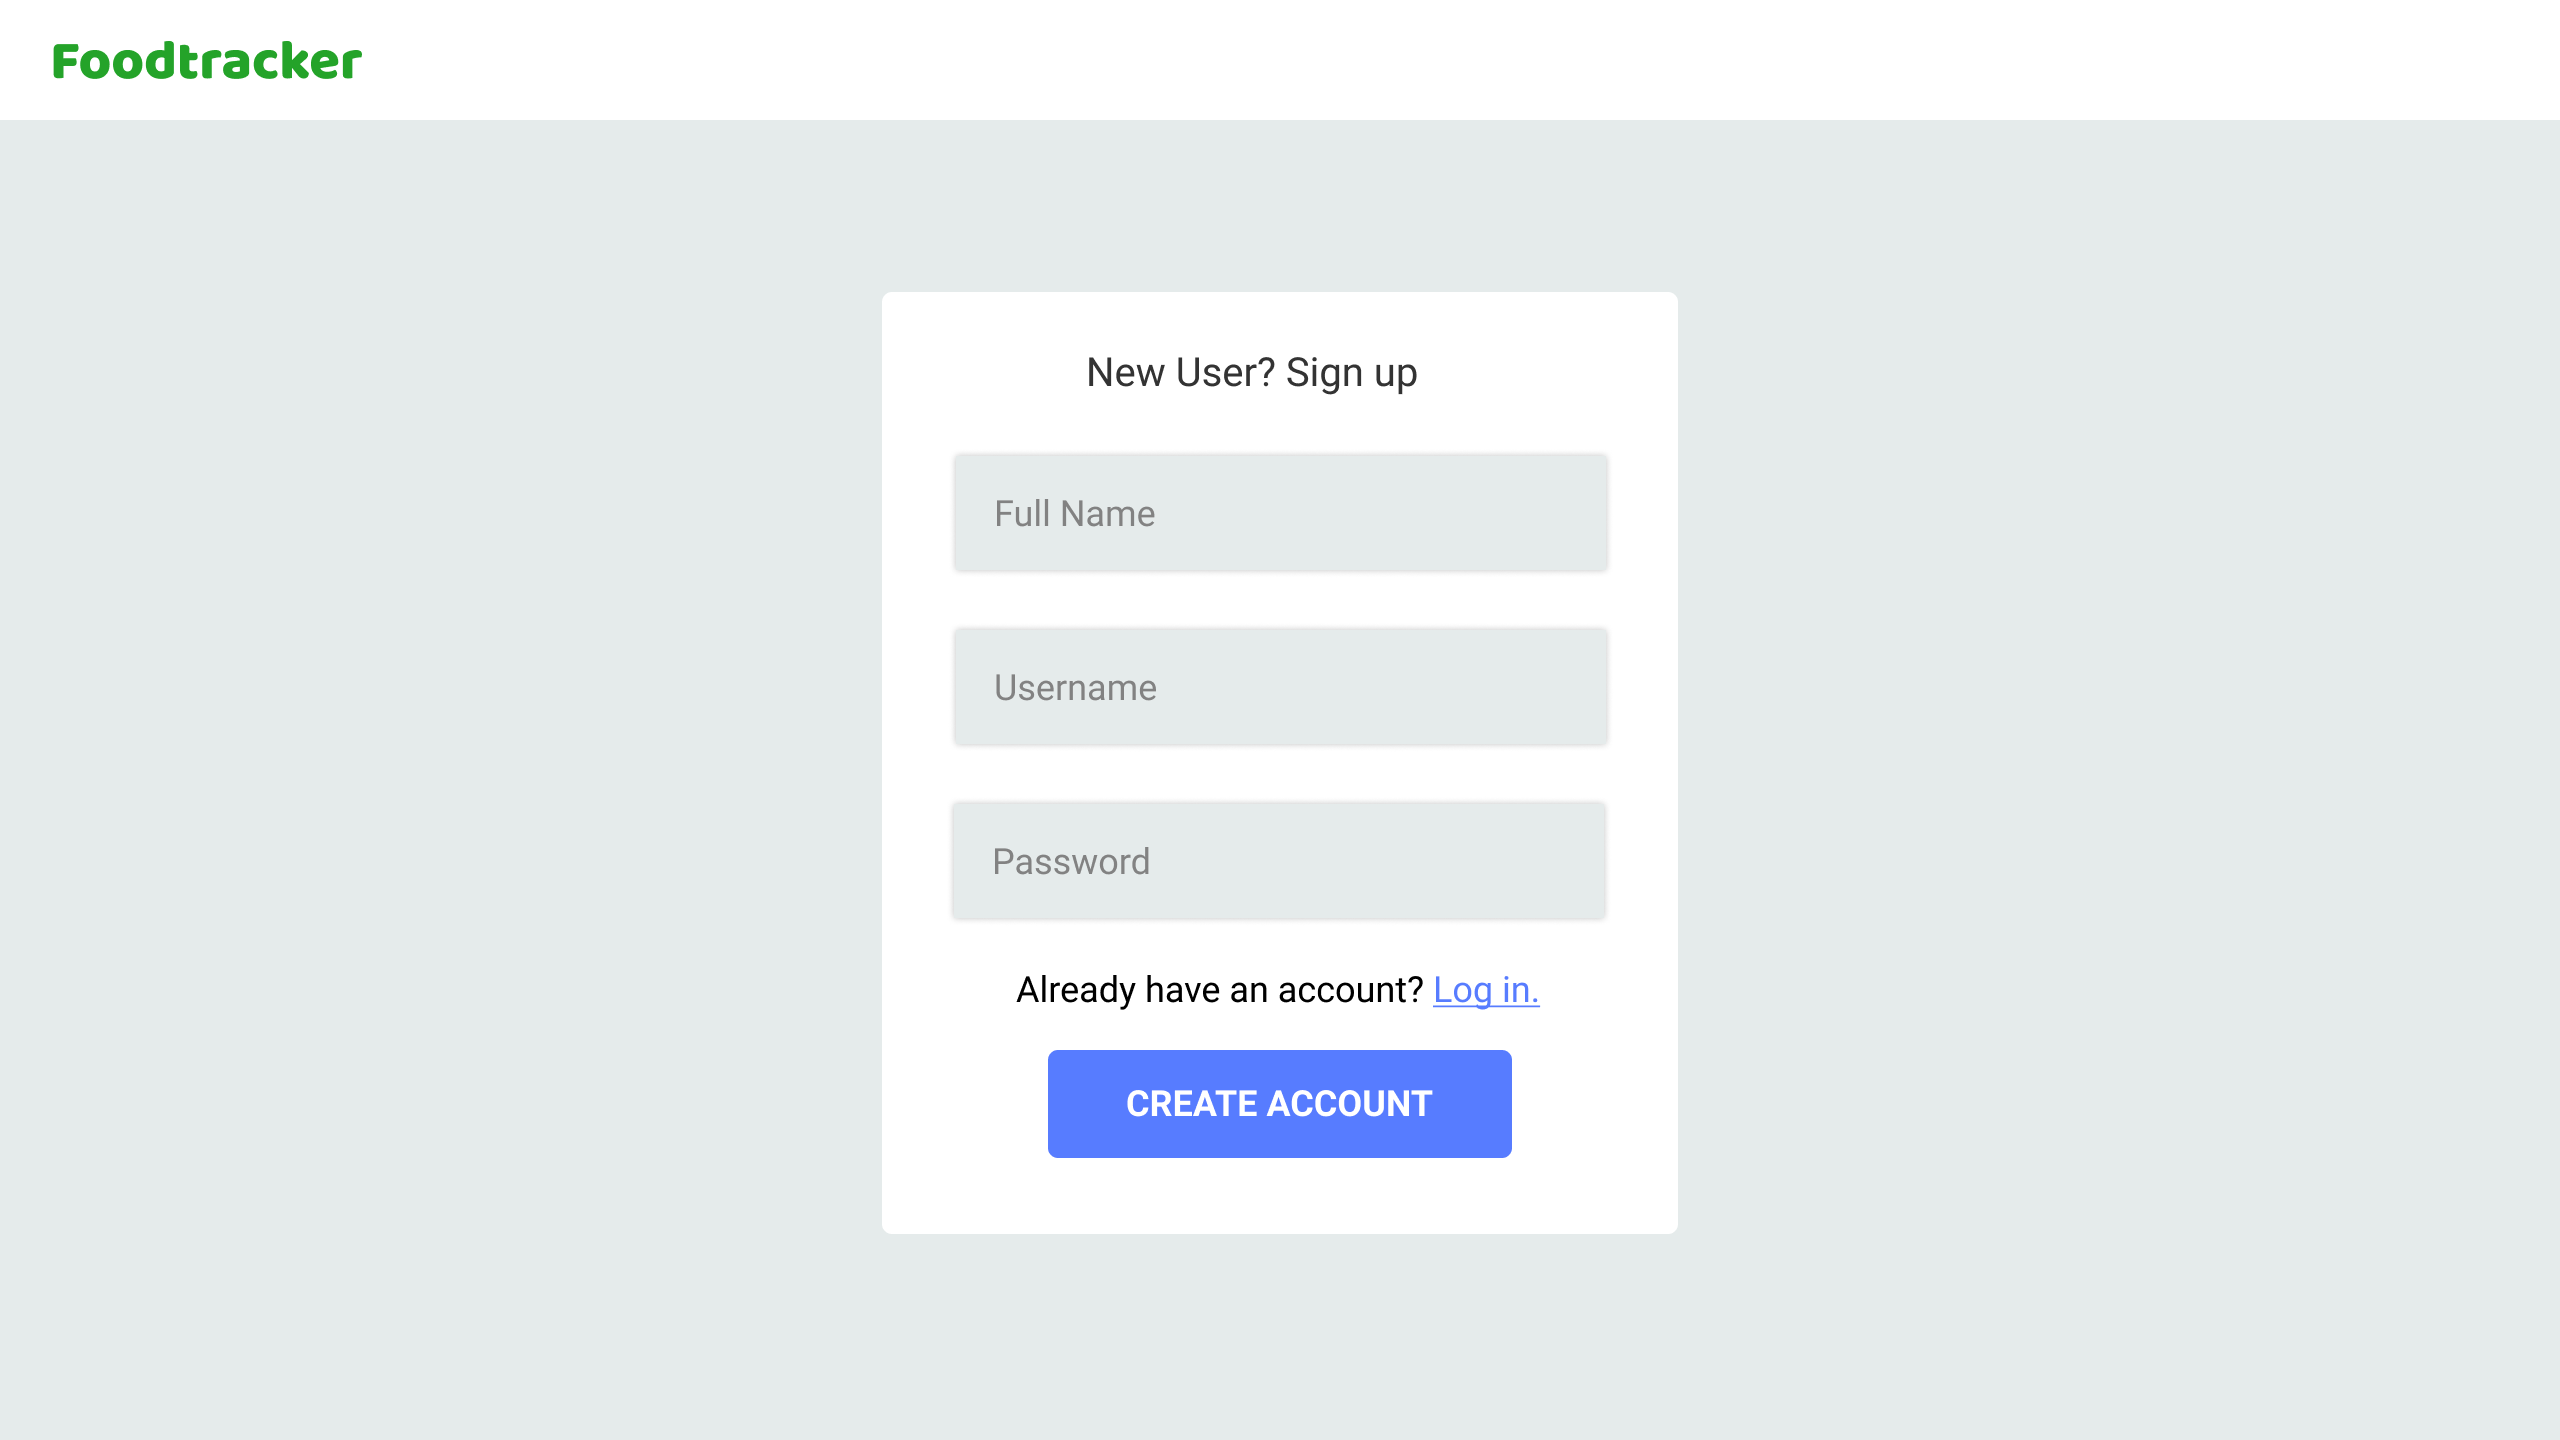 Foodtracker
New User? Sign up
Full Name
Username
Password
Already have an account? Log in.
CREATE ACCOUNT